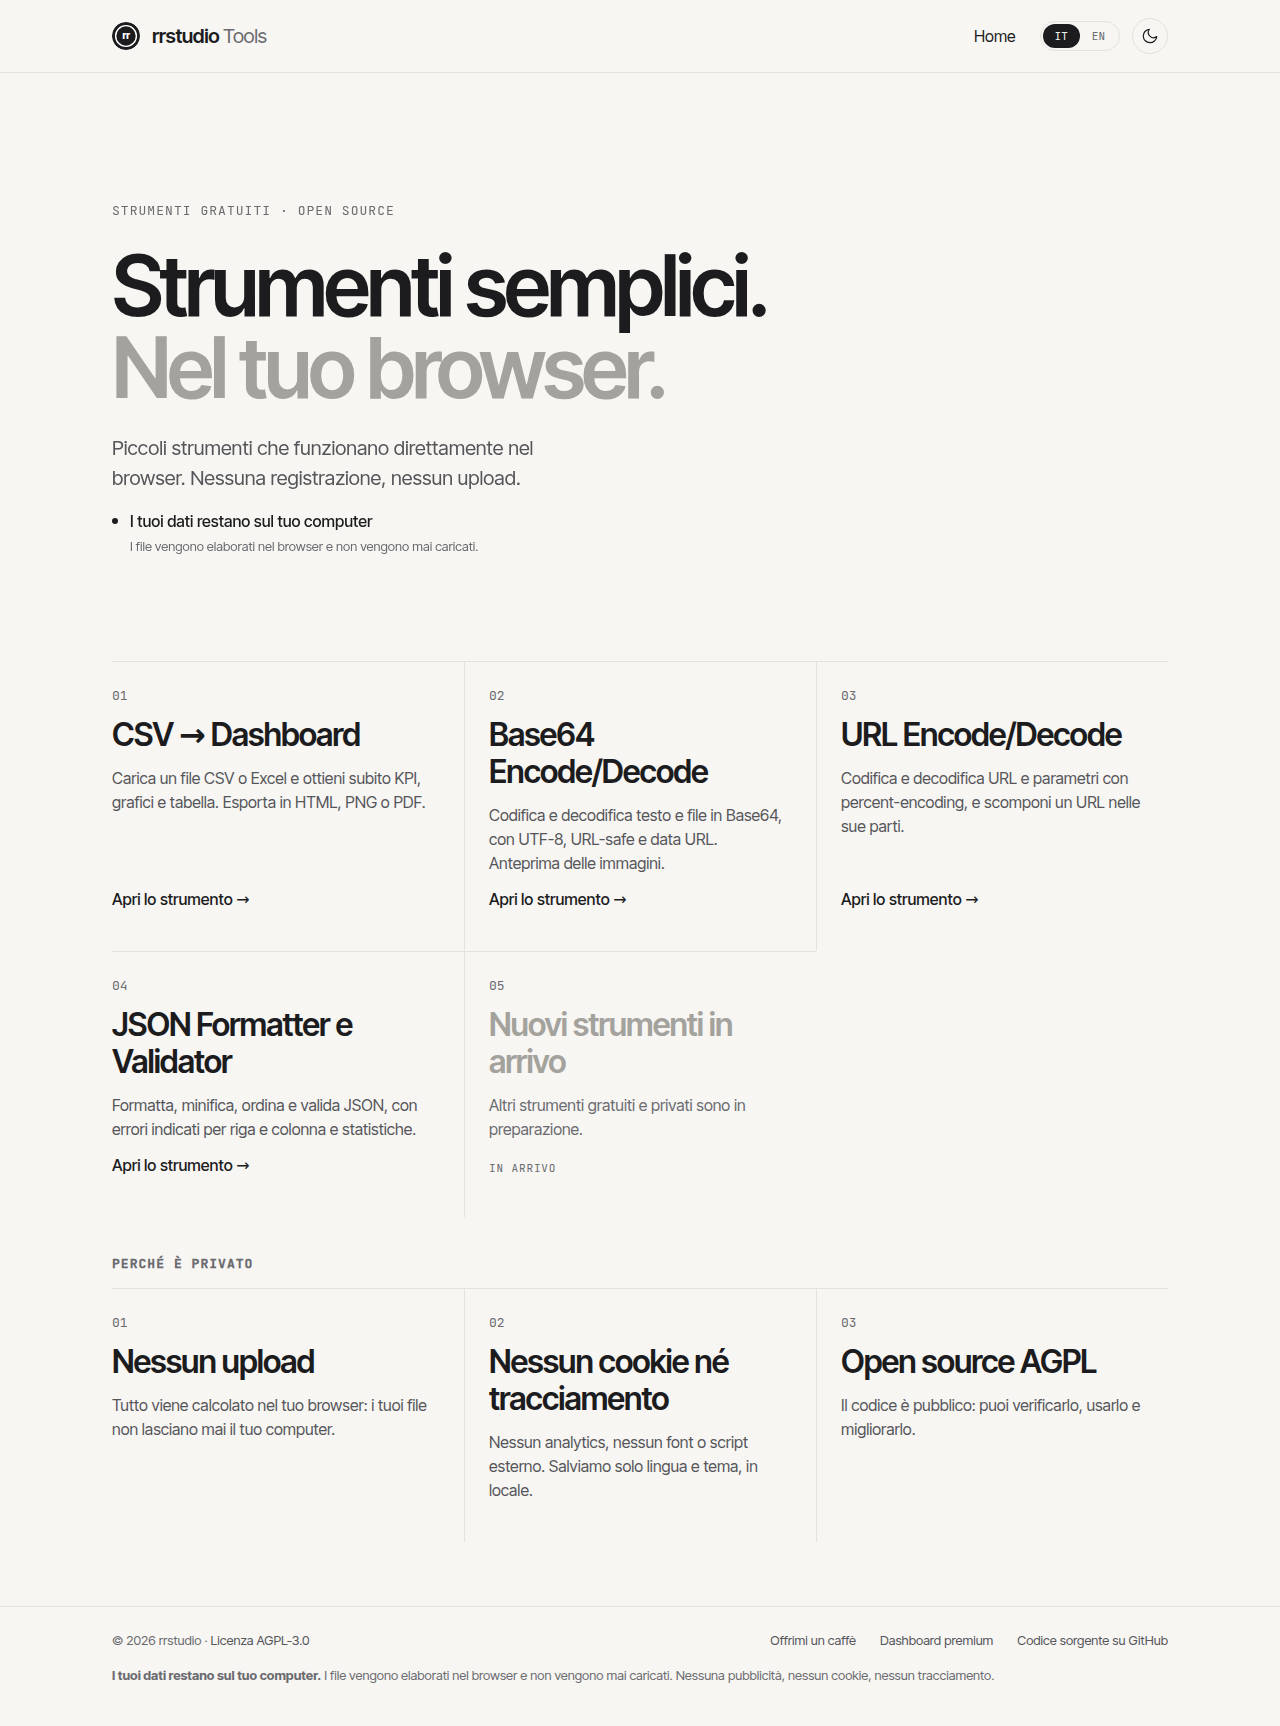 rr rrstudio Tools
Home
IT EN
STRUMENTI GRATUITI · OPEN SOURCE
Strumenti semplici.
Nel tuo browser.
Piccoli strumenti che funzionano direttamente nel
browser. Nessuna registrazione, nessun upload.
• I tuoi dati restano sul tuo computer
I file vengono elaborati nel browser e non vengono mai caricati.
01
CSV → Dashboard
Carica un file CSV o Excel e ottieni subito KPI,
grafici e tabella. Esporta in HTML, PNG o PDF.
Apri lo strumento →
02
Base64
Encode/Decode
Codifica e decodifica testo e file in Base64,
con UTF-8, URL-safe e data URL.
Anteprima delle immagini.
Apri lo strumento →
03
URL Encode/Decode
Codifica e decodifica URL e parametri con
percent-encoding, e scomponi un URL nelle
sue parti.
Apri lo strumento →
04
JSON Formatter e
Validator
Formatta, minifica, ordina e valida JSON, con
errori indicati per riga e colonna e statistiche.
Apri lo strumento →
05
Nuovi strumenti in
arrivo
Altri strumenti gratuiti e privati sono in
preparazione.
IN ARRIVO
PERCHÉ È PRIVATO
01
Nessun upload
Tutto viene calcolato nel tuo browser: i tuoi file
non lasciano mai il tuo computer.
02
Nessun cookie né
tracciamento
Nessun analytics, nessun font o script
esterno. Salviamo solo lingua e tema, in
locale.
03
Open source AGPL
Il codice è pubblico: puoi verificarlo, usarlo e
migliorarlo.
© 2026 rrstudio · Licenza AGPL-3.0
Offrimi un caffè
Dashboard premium
Codice sorgente su GitHub
I tuoi dati restano sul tuo computer. I file vengono elaborati nel browser e non vengono mai caricati. Nessuna pubblicità, nessun cookie, nessun tracciamento.